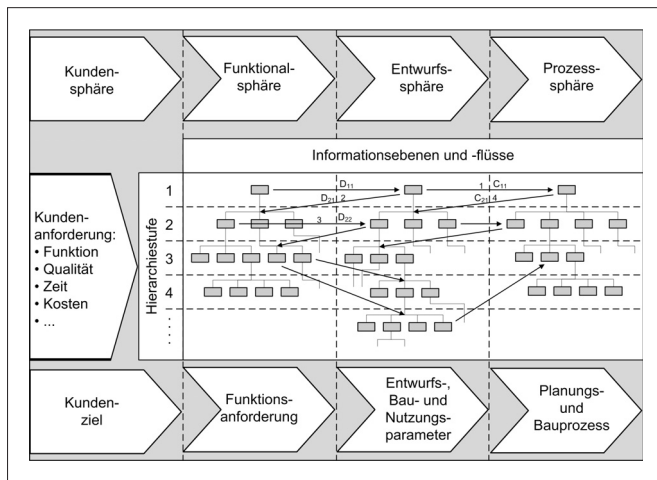 Kunden-
sphäre
Funktional-
sphäre
Entwurfs-
sphäre
Prozess-
sphäre
Informationsebenen und -flüsse
Kunden-
anforderung:
• Funktion
• Qualität
• Zeit
• Kosten
• ...
Hierarchiestufe
1
D11
1 C11
D21 2
C21 4
2
3 D22
3
4
. . . .
Kunden-
ziel
Funktions-
anforderung
Entwurfs-,
Bau- und
Nutzungs-
parameter
Planungs-
und
Bauprozess